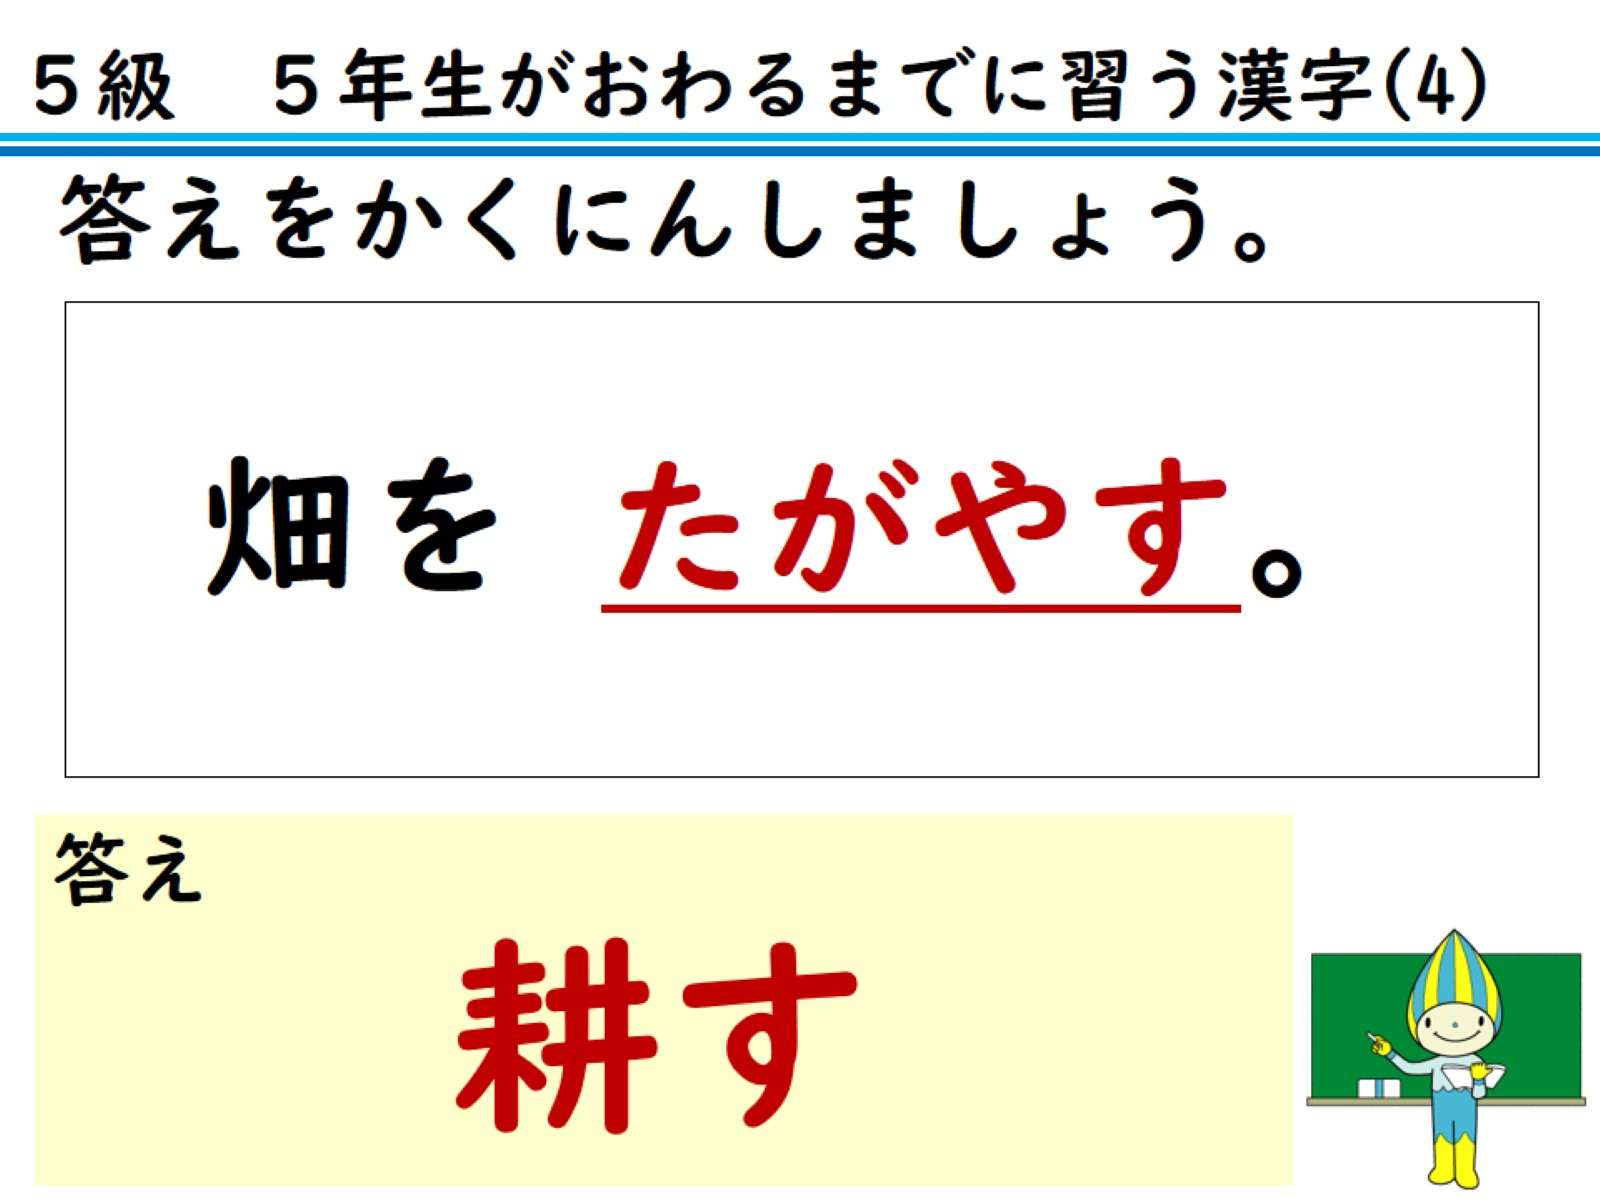 ５級　５年生がおわるまでに習う漢字(4)
答えをかくにんしましょう。
畑を　たがやす。
答え
耕す